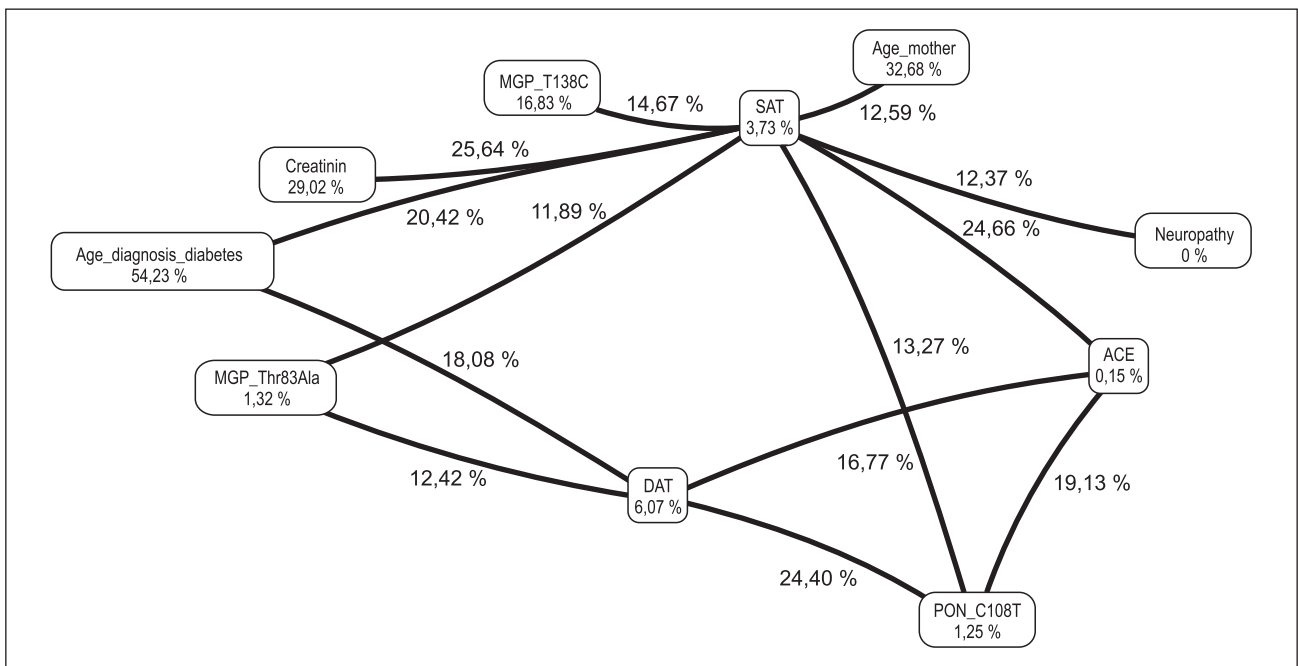 Age_mother
32,68 %
MGP_T138C
16,83 %
14,67 %
SAT
3,73 %
12,59 %
25,64 %
Creatinin
29,02 %
12,37 %
20,42 %
11,89 %
24,66 %
Neuropathy
0 %
Age_diagnosis_diabetes
54,23 %
13,27 %
18,08 %
ACE
0,15 %
MGP_Thr83Ala
1,32 %
16,77 %
12,42 %
19,13 %
DAT
6,07 %
24,40 %
PON_C108T
1,25 %